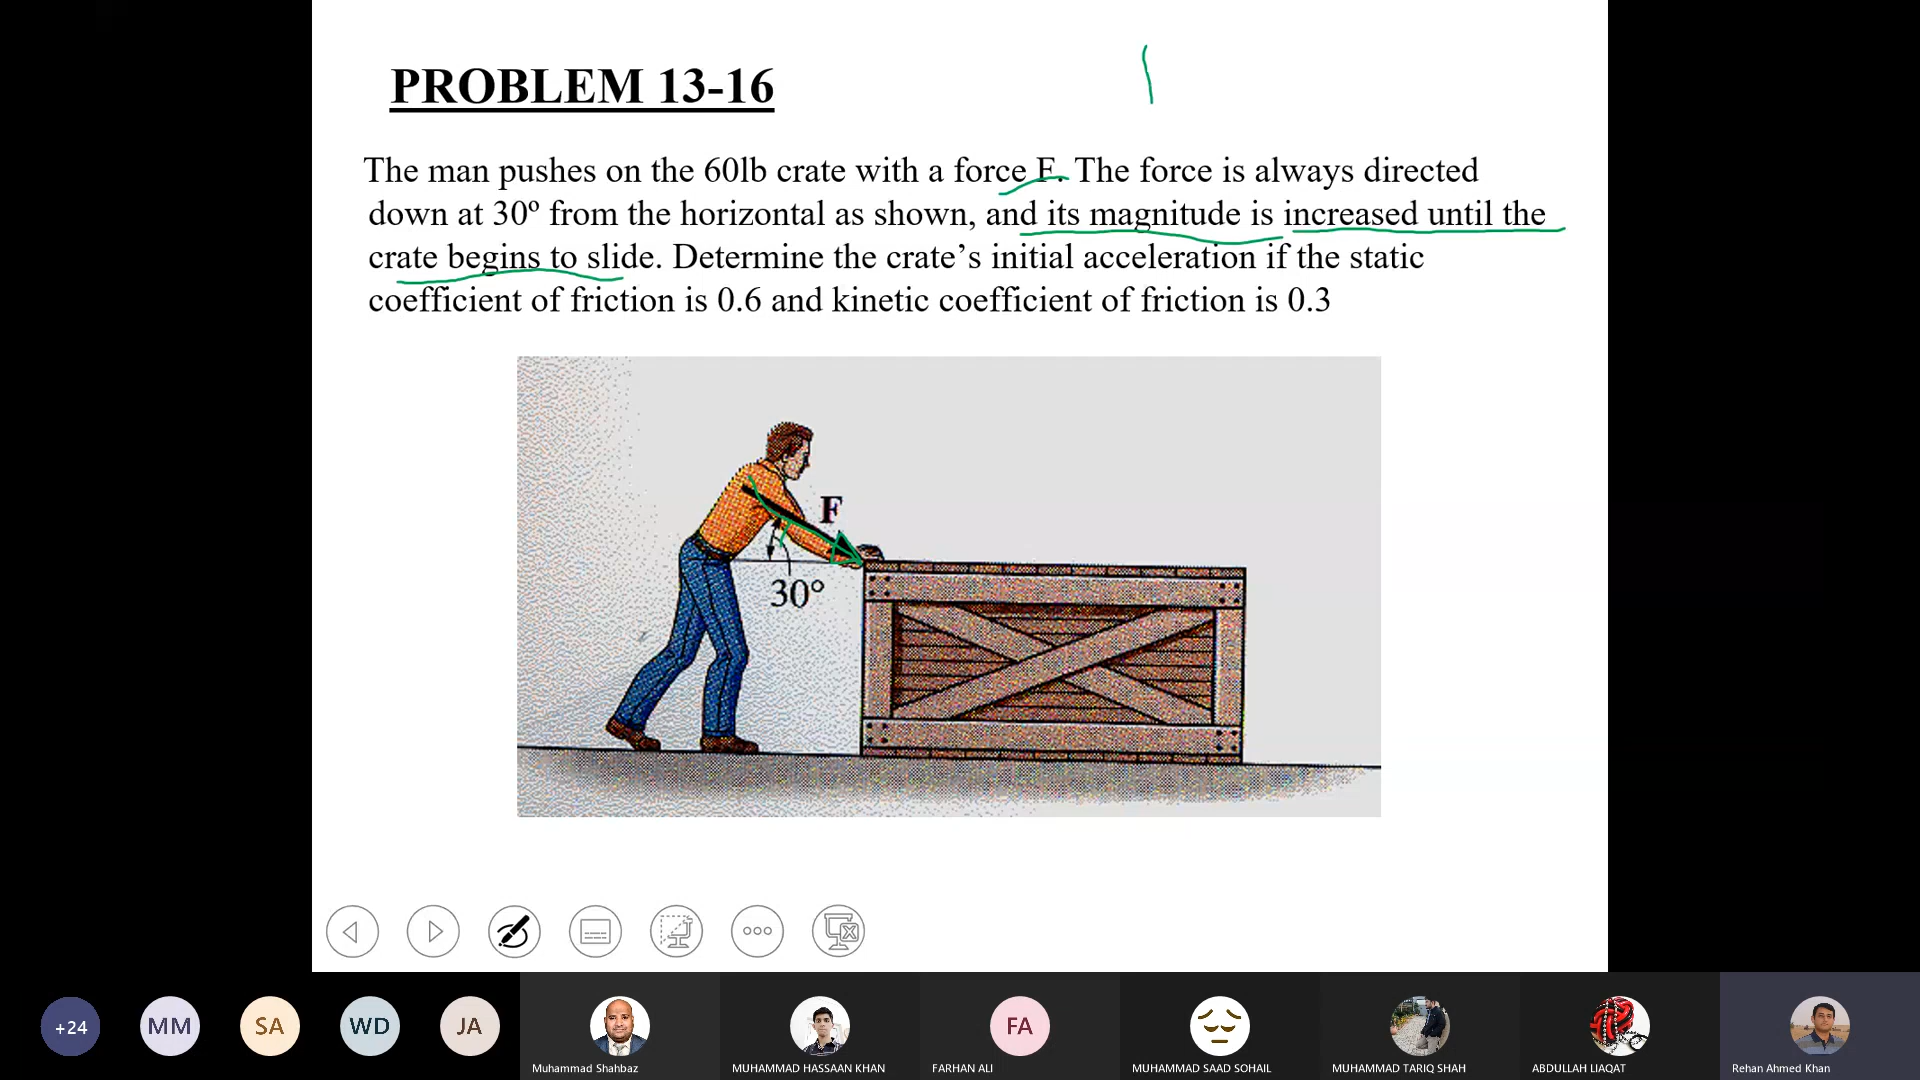 PROBLEM 13-16
The man pushes on the 60lb crate with a force F. The force is always directed
down at 30º from the horizontal as shown, and its magnitude is increased until the
crate begins to slide. Determine the crate’s initial acceleration if the static
coefficient of friction is 0.6 and kinetic coefficient of friction is 0.3
F
30°
+24
MM
SA
WD
JA
FA
Muhammad Shahbaz
MUHAMMAD HASSAAN KHAN
FARHAN ALI
MUHAMMAD SAAD SOHAIL
MUHAMMAD TARIQ SHAH
ABDULLAH LIAQAT
Rehan Ahmed Khan